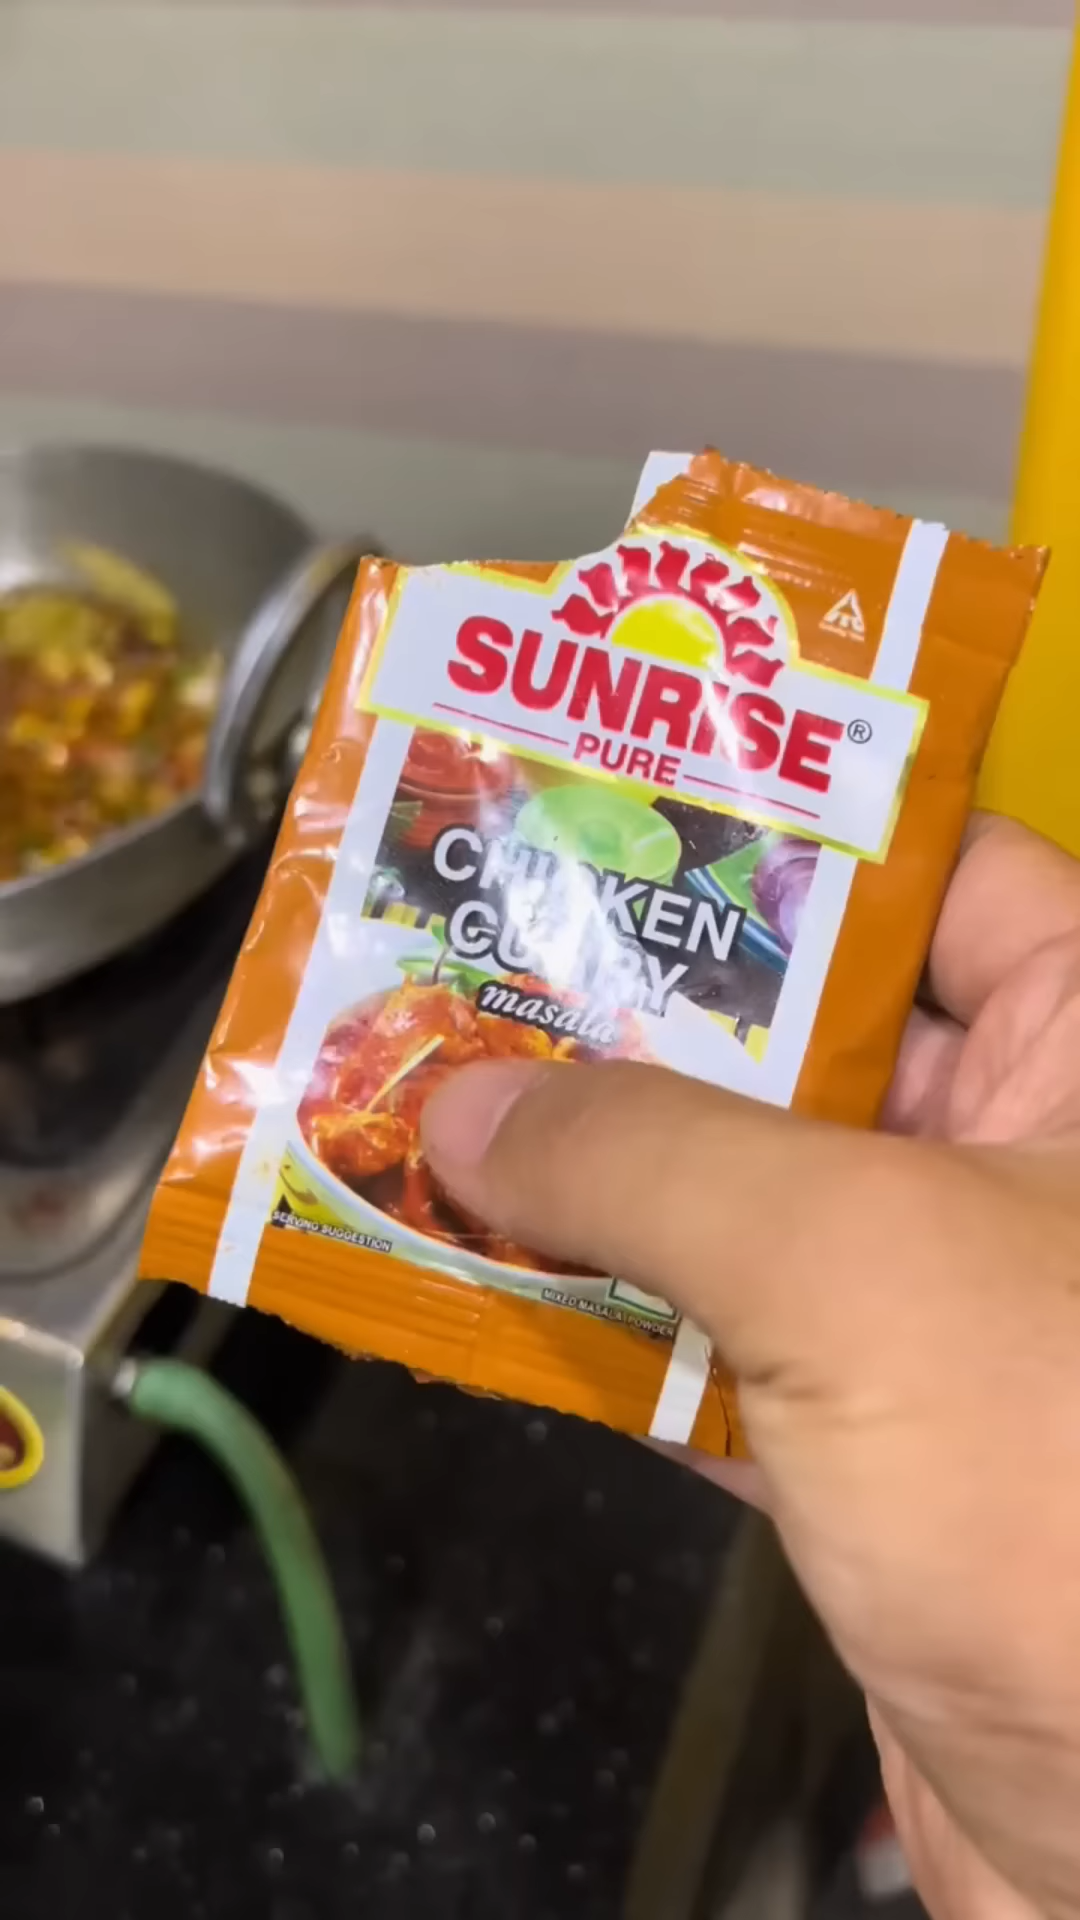 SUNRISE®
PURE
CHICKEN
CURRY
masala
SERVING SUGGESTION
MIXED MASALA POWDER